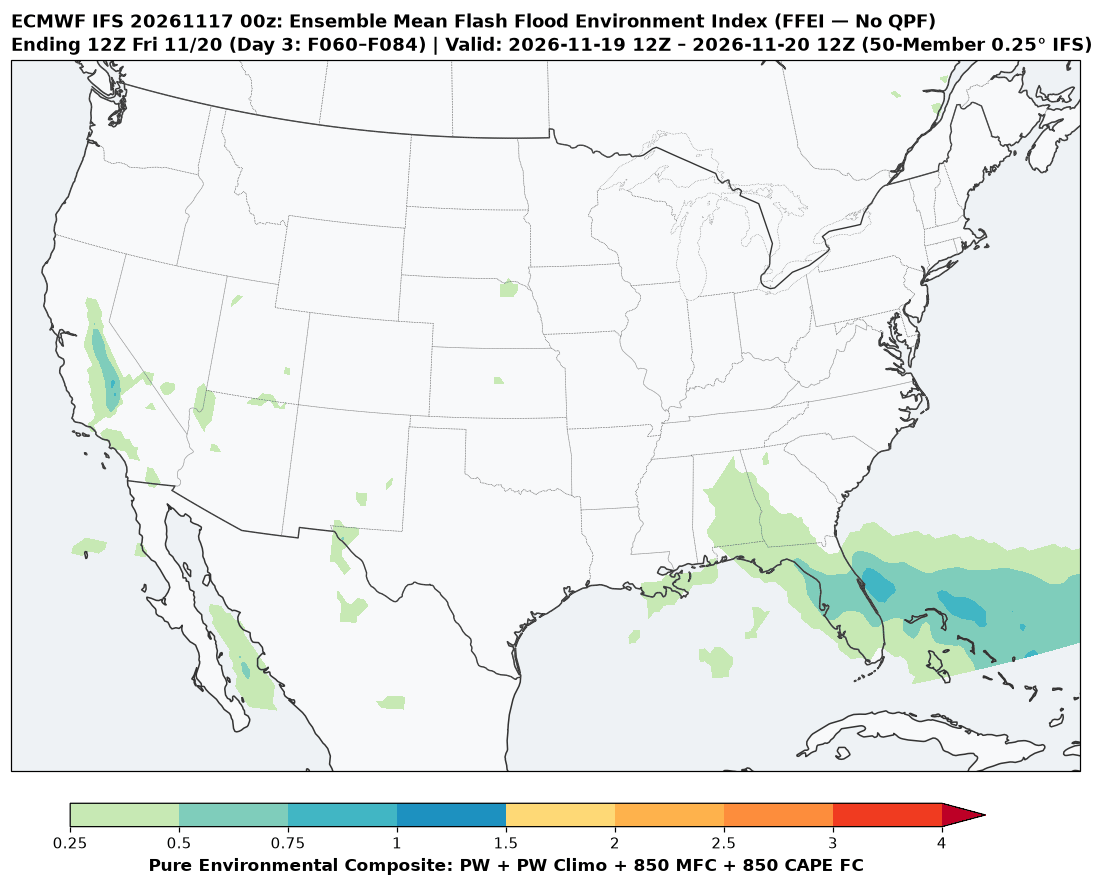 ECMWF IFS 20261117 00z: Ensemble Mean Flash Flood Environment Index (FFEI — No QPF)
Ending 12Z Fri 11/20 (Day 3: F060–F084) | Valid: 2026-11-19 12Z – 2026-11-20 12Z (50-Member 0.25° IFS)
0.25 0.5 0.75 1 1.5 2 2.5 3 4
Pure Environmental Composite: PW + PW Climo + 850 MFC + 850 CAPE FC